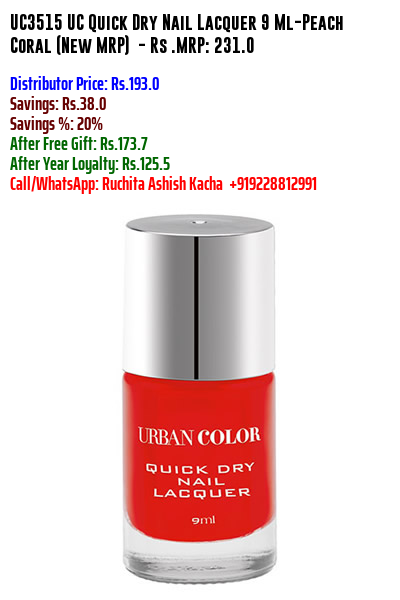 UC3515 UC Quick Dry Nail Lacquer 9 Ml-Peach
Coral (New MRP) - Rs .MRP: 231.0
Distributor Price: Rs.193.0
Savings: Rs.38.0
Savings %: 20%
After Free Gift: Rs.173.7
After Year Loyalty: Rs.125.5
Call/WhatsApp: Ruchita Ashish Kacha +919228812991
URBAN COLOR
QUICK DRY
NAIL
LACQUER
9ml